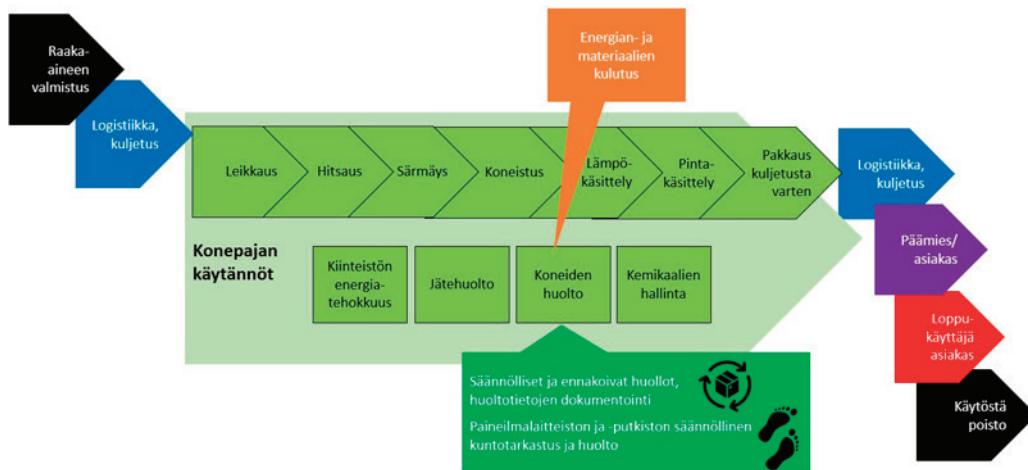 Raaka-
aineen
valmistus
Logistiikka,
kuljetus
Energian- ja
materiaalien
kulutus
Leikkaus
Hitsaus
Särmäys
Koneistus
Lämpö-
käsittely
Pinta-
käsittely
Pakkaus
kuljetusta
varten
Logistiikka,
kuljetus
Konepajan
käytännöt
Kiinteistön
energia-
tehokkuus
Jätehuolto
Koneiden
huolto
Kemikaalien
hallinta
Päämies/
asiakas
Loppu-
käyttäjä
asiakas
Käytöstä
poisto
Säännölliset ja ennakoivat huollot,
huoltotietojen dokumentointi
Paineilmalaitteiston ja -putkiston säännöllinen
kuntotarkastus ja huolto